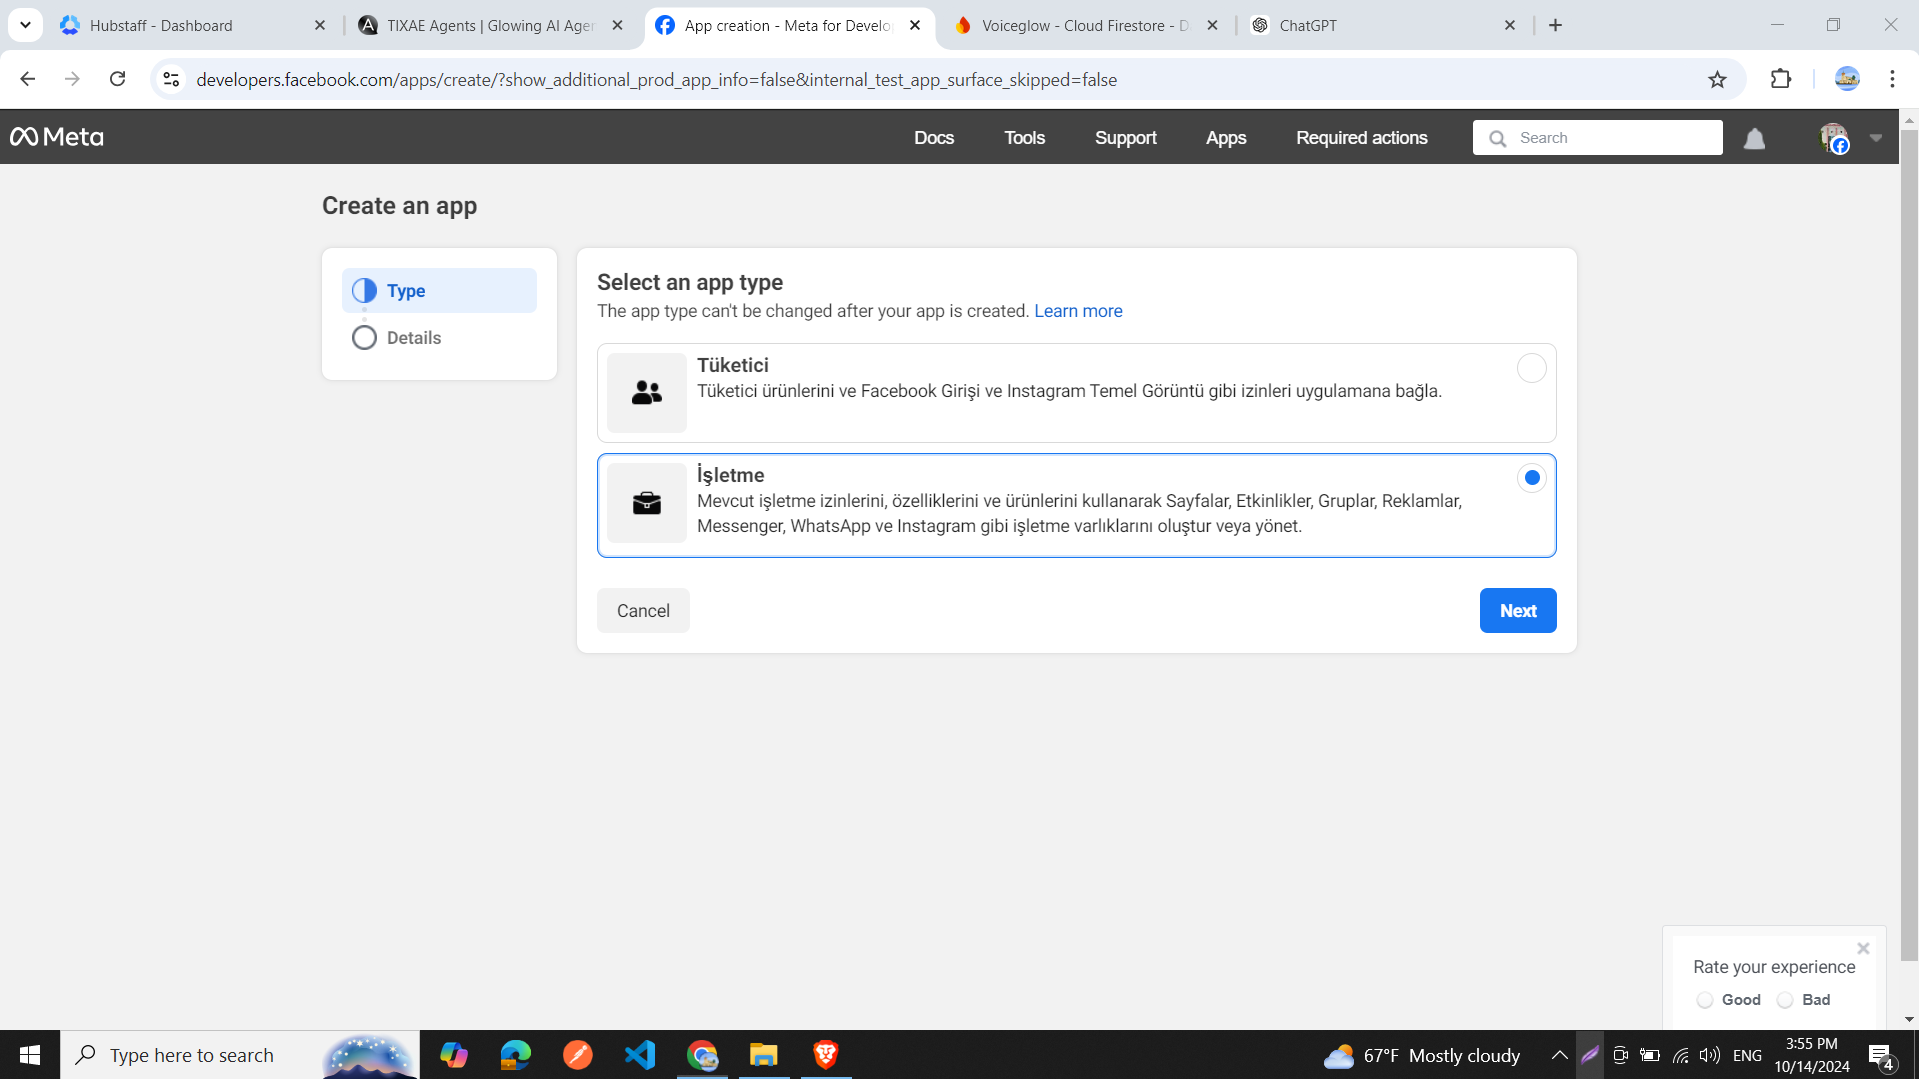 Hubstaff - Dashboard
TIXAE Agents | Glowing AI Agen
App creation - Meta for Develo
Voiceglow - Cloud Firestore - D
ChatGPT
developers.facebook.com/apps/create/?show_additional_prod_app_info=false&internal_test_app_surface_skipped=false
Meta
Docs
Tools
Support
Apps
Required actions
Search
Create an app
Type
Details
Select an app type
The app type can't be changed after your app is created. Learn more
Tüketici
Tüketici ürünlerini ve Facebook Girişi ve Instagram Temel Görüntü gibi izinleri uygulamana bağla.
İşletme
Mevcut işletme izinlerini, özelliklerini ve ürünlerini kullanarak Sayfalar, Etkinlikler, Gruplar, Reklamlar,
Messenger, WhatsApp ve Instagram gibi işletme varlıklarını oluştur veya yönet.
Cancel
Next
Rate your experience
Good
Bad
Type here to search
67°F Mostly cloudy
ENG
3:55 PM
10/14/2024
4